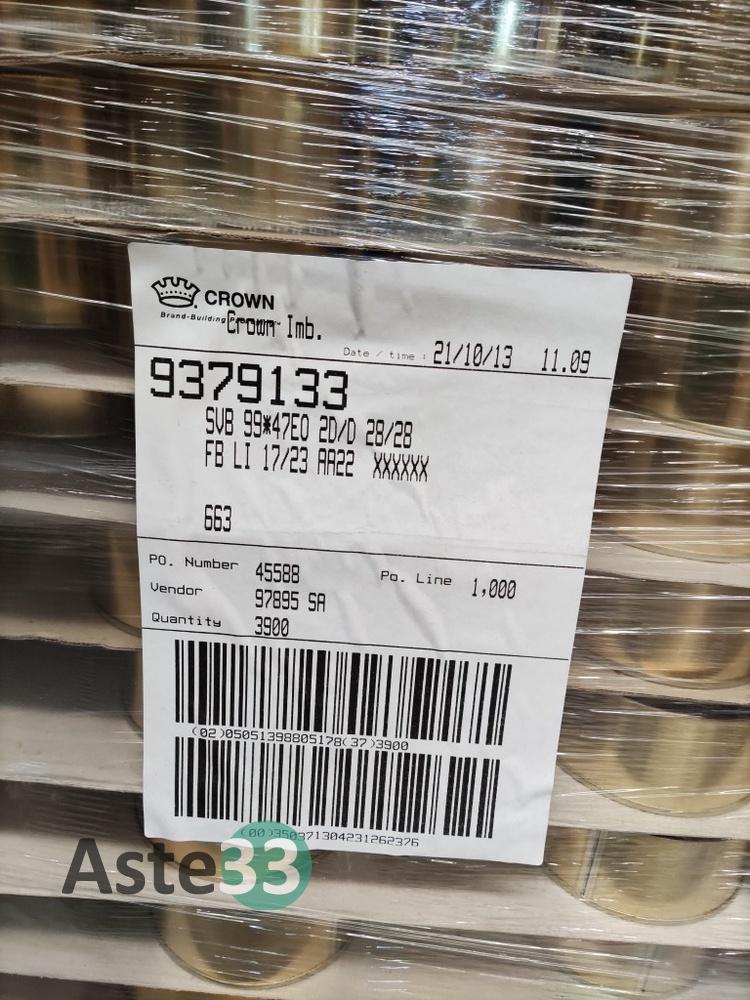 CROWN
Brand-Building
Crown Imb.
Date / time : 21/10/13 11.09
9379133
SVB 99*47EO 2D/D 28/28
FB LI 17/23 AA22 XXXXXX
663
PO. Number 45588 Po. Line 1,000
Vendor 97895 SA
Quantity 3900
(02)05051398805178(37)3900
(00)350371304231262376
Aste33